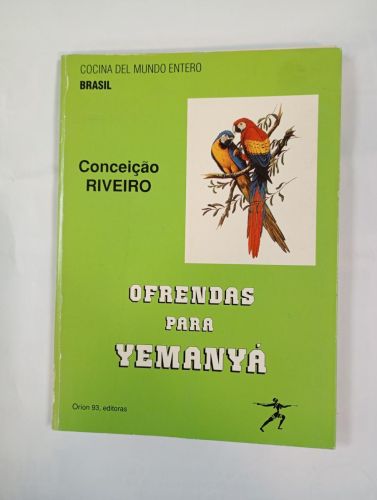 COCINA DEL MUNDO ENTERO
BRASIL
Conceição
RIVEIRO
OFRENDAS
PARA
YEMANYÁ
Orion 93, editoras